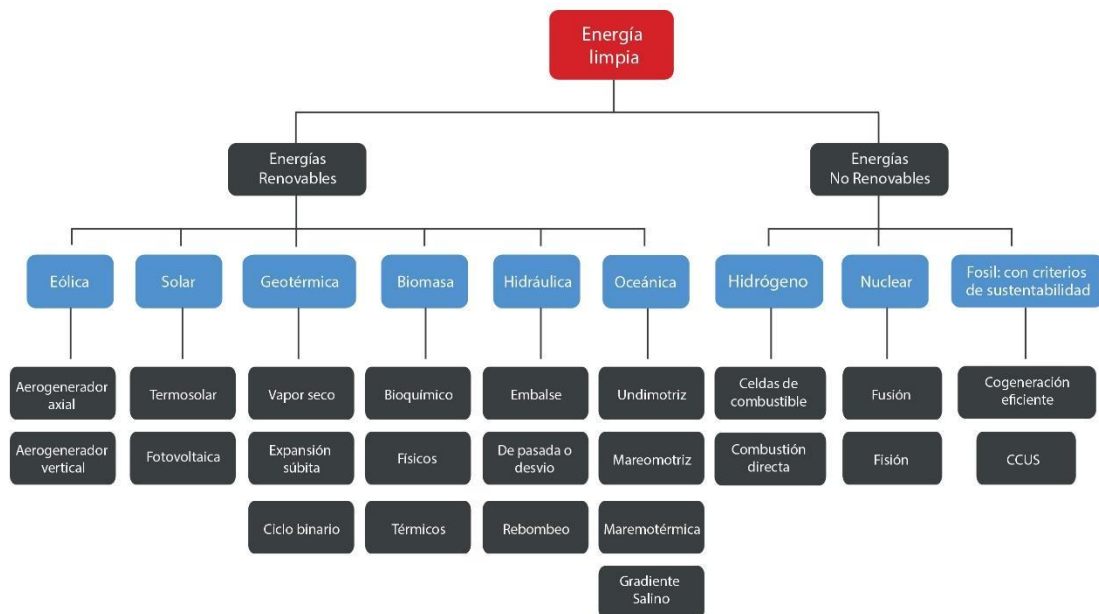 Energía
limpia
Energías
Renovables
Energías
No Renovables
Eólica
Solar
Geotérmica
Biomasa
Hidráulica
Oceánica
Hidrógeno
Nuclear
Fosil: con criterios
de sustentabilidad
Aerogenerador
axial
Termosolar
Vapor seco
Bioquímico
Embalse
Undimotriz
Celdas de
combustible
Fusión
Cogeneración
eficiente
Aerogenerador
vertical
Fotovoltaica
Expansión
súbita
Físicos
De pasada o
desvio
Mareomotriz
Combustión
directa
Fisión
CCUS
Ciclo binario
Térmicos
Rebombeo
Maremotérmica
Gradiente
Salino